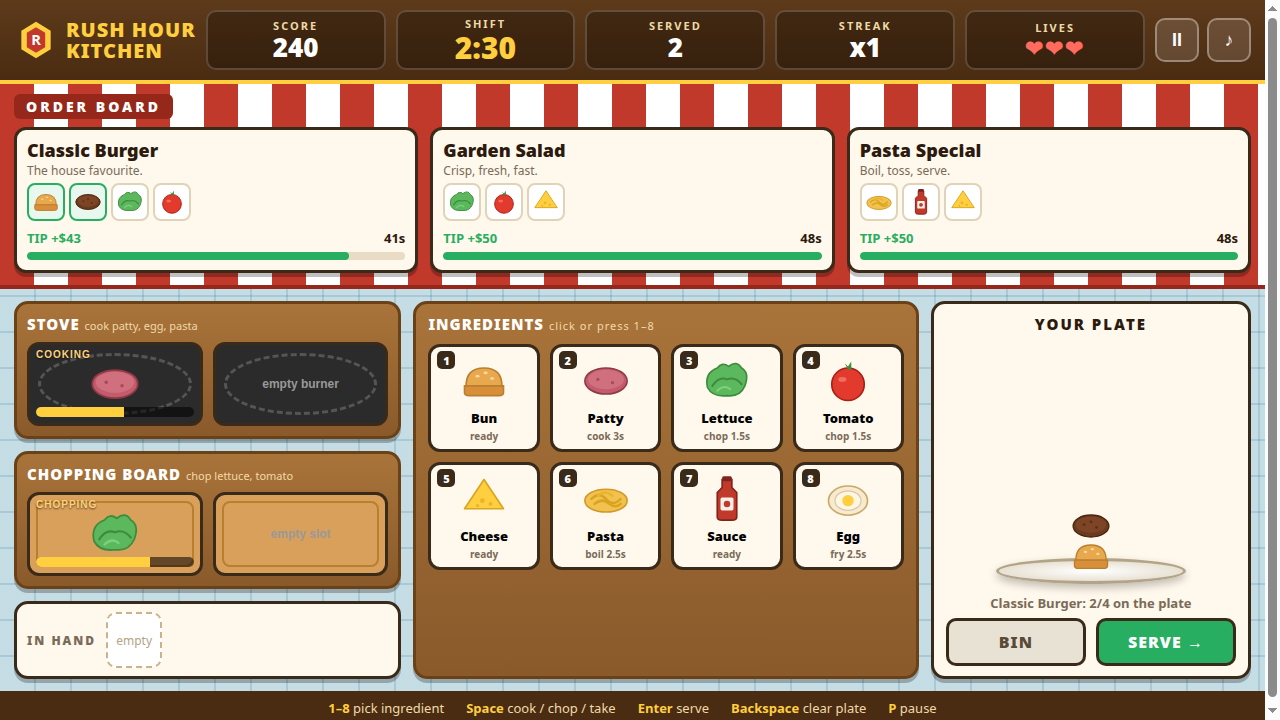 R
RUSH HOUR
KITCHEN
SCORE
240
SHIFT
2:30
SERVED
2
STREAK
x1
LIVES
❤❤❤
II
♪
ORDER BOARD
Classic Burger
The house favourite.
TIP +$43
41s
Garden Salad
Crisp, fresh, fast.
TIP +$50
48s
Pasta Special
Boil, toss, serve.
TIP +$50
48s
STOVE cook patty, egg, pasta
COOKING
empty burner
CHOPPING BOARD chop lettuce, tomato
CHOPPING
empty slot
IN HAND
empty
INGREDIENTS click or press 1–8
1
Bun
ready
2
Patty
cook 3s
3
Lettuce
chop 1.5s
4
Tomato
chop 1.5s
5
Cheese
ready
6
Pasta
boil 2.5s
7
Sauce
ready
8
Egg
fry 2.5s
YOUR PLATE
Classic Burger: 2/4 on the plate
BIN
SERVE →
1–8 pick ingredient Space cook / chop / take Enter serve Backspace clear plate P pause